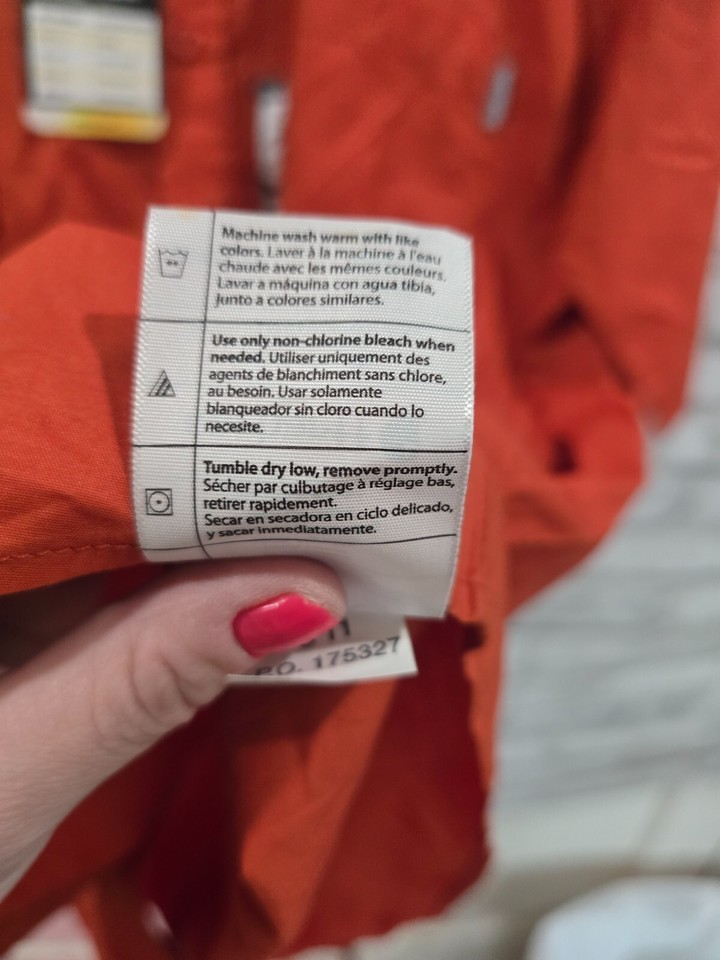 Machine wash warm with like
colors. Laver à la machine à l'eau
chaude avec les mêmes couleurs.
Lavar a máquina con agua tibia,
junto a colores similares.
Use only non-chlorine bleach when
needed. Utiliser uniquement des
agents de blanchiment sans chlore,
au besoin. Usar solamente
blanqueador sin cloro cuando lo
necesite.
Tumble dry low, remove promptly.
Sécher par culbutage à réglage bas,
retirer rapidement.
Secar en secadora en ciclo delicado,
y sacar inmediatamente.
P.O. 175327